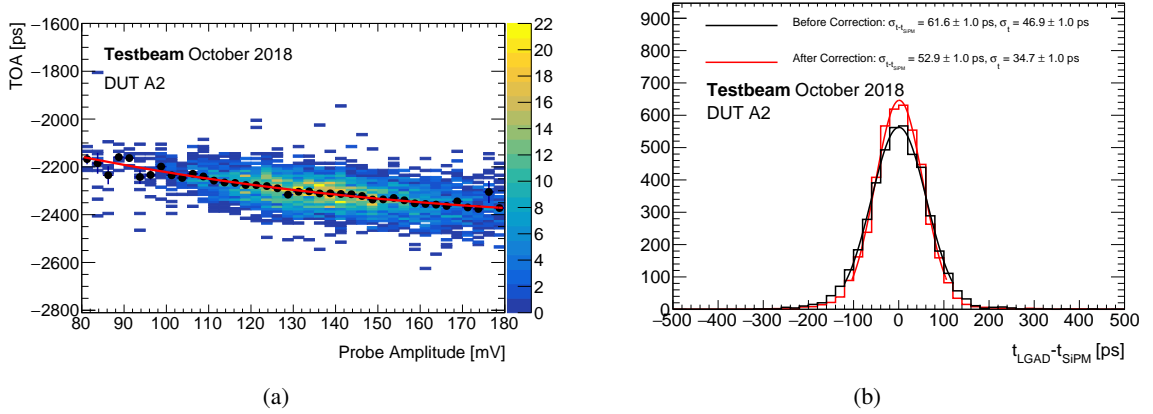 TOA [ps]
−1600
−1800
−2000
−2200
−2400
−2600
−2800
Testbeam October 2018
DUT A2
80 90 100 110 120 130 140 150 160 170 180
Probe Amplitude [mV]
22
20
18
16
14
12
10
8
6
4
2
0
(a)
900
800
700
600
500
400
300
200
100
0
Before Correction: σt-tSiPM = 61.6 ± 1.0 ps, σt = 46.9 ± 1.0 ps
After Correction: σt-tSiPM = 52.9 ± 1.0 ps, σt = 34.7 ± 1.0 ps
Testbeam October 2018
DUT A2
−500 −400 −300 −200 −100 0 100 200 300 400 500
tLGAD-tSiPM [ps]
(b)